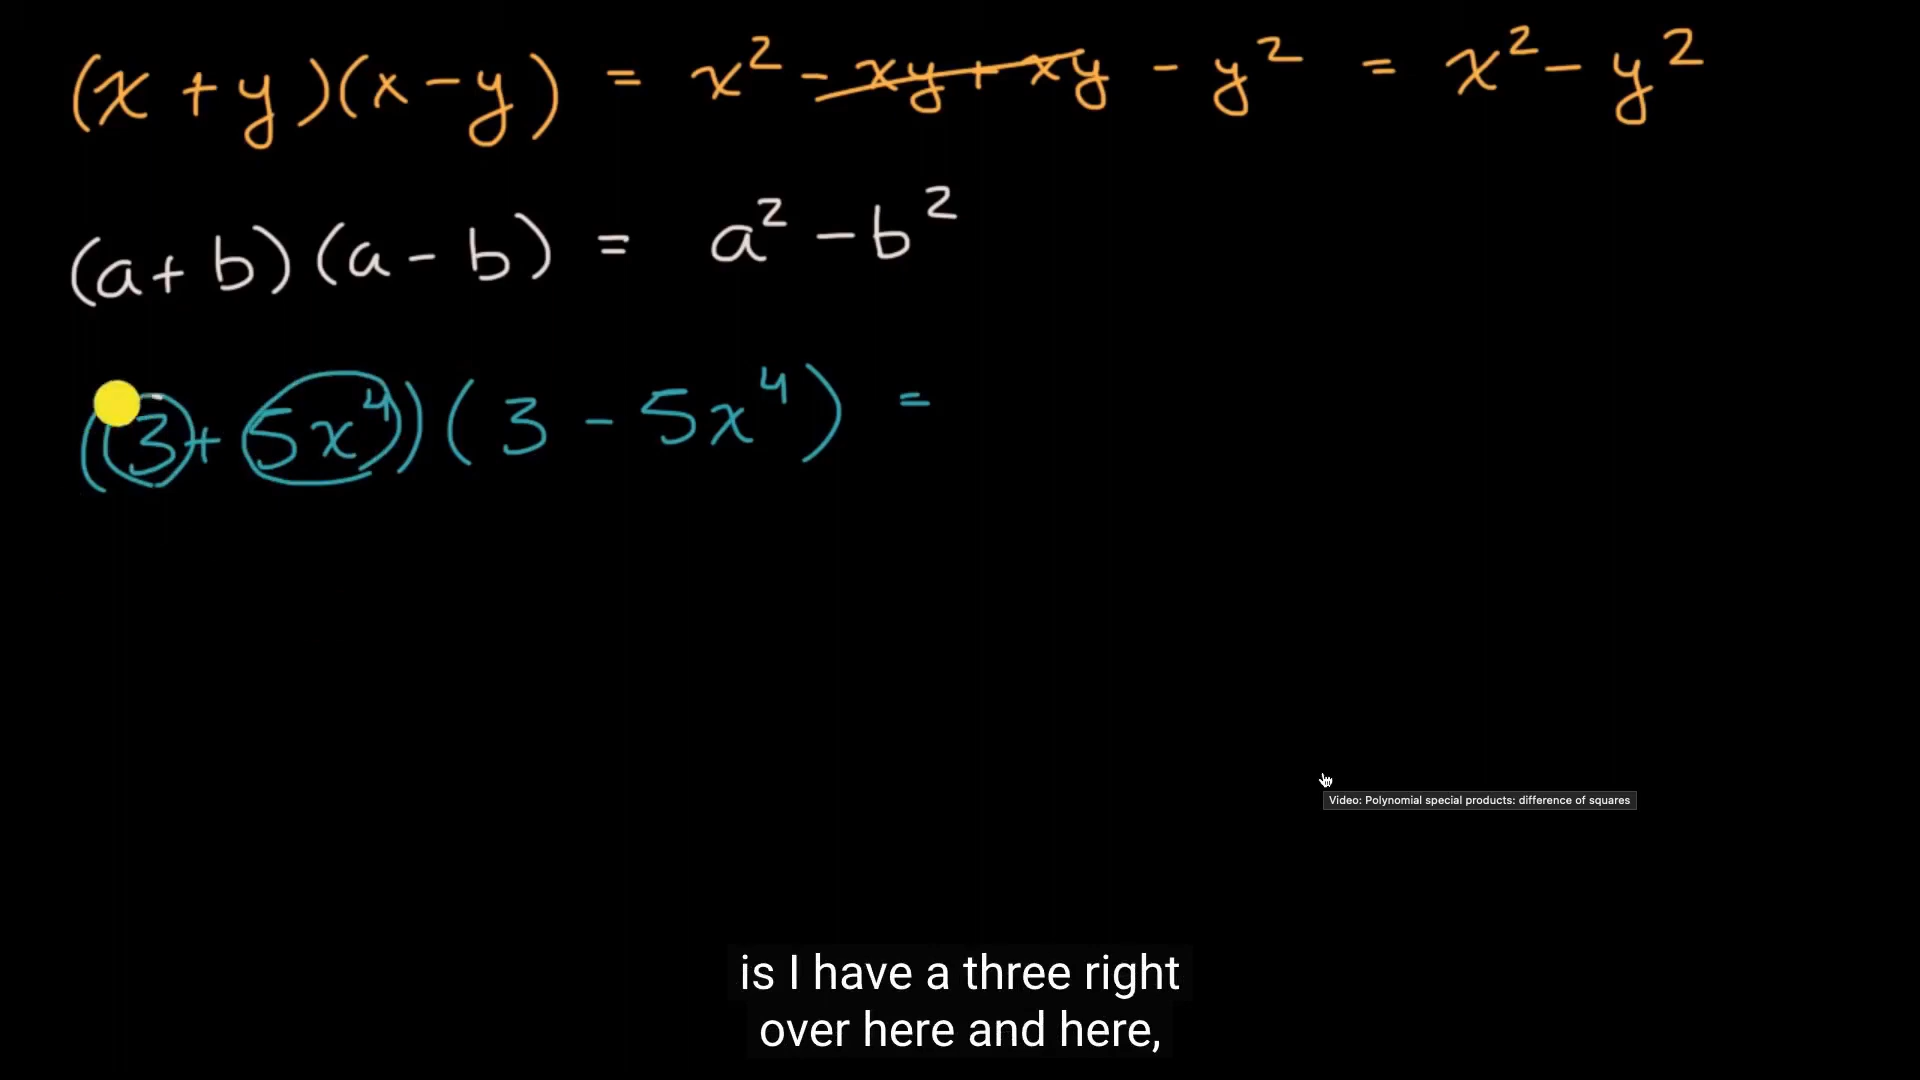 (x + y)(x - y) = x² - xy + xy - y² = x² - y²
(a + b)(a - b) = a² - b²
(3 + 5x⁴)(3 - 5x⁴) =
Video: Polynomial special products: difference of squares
is I have a three right
over here and here,